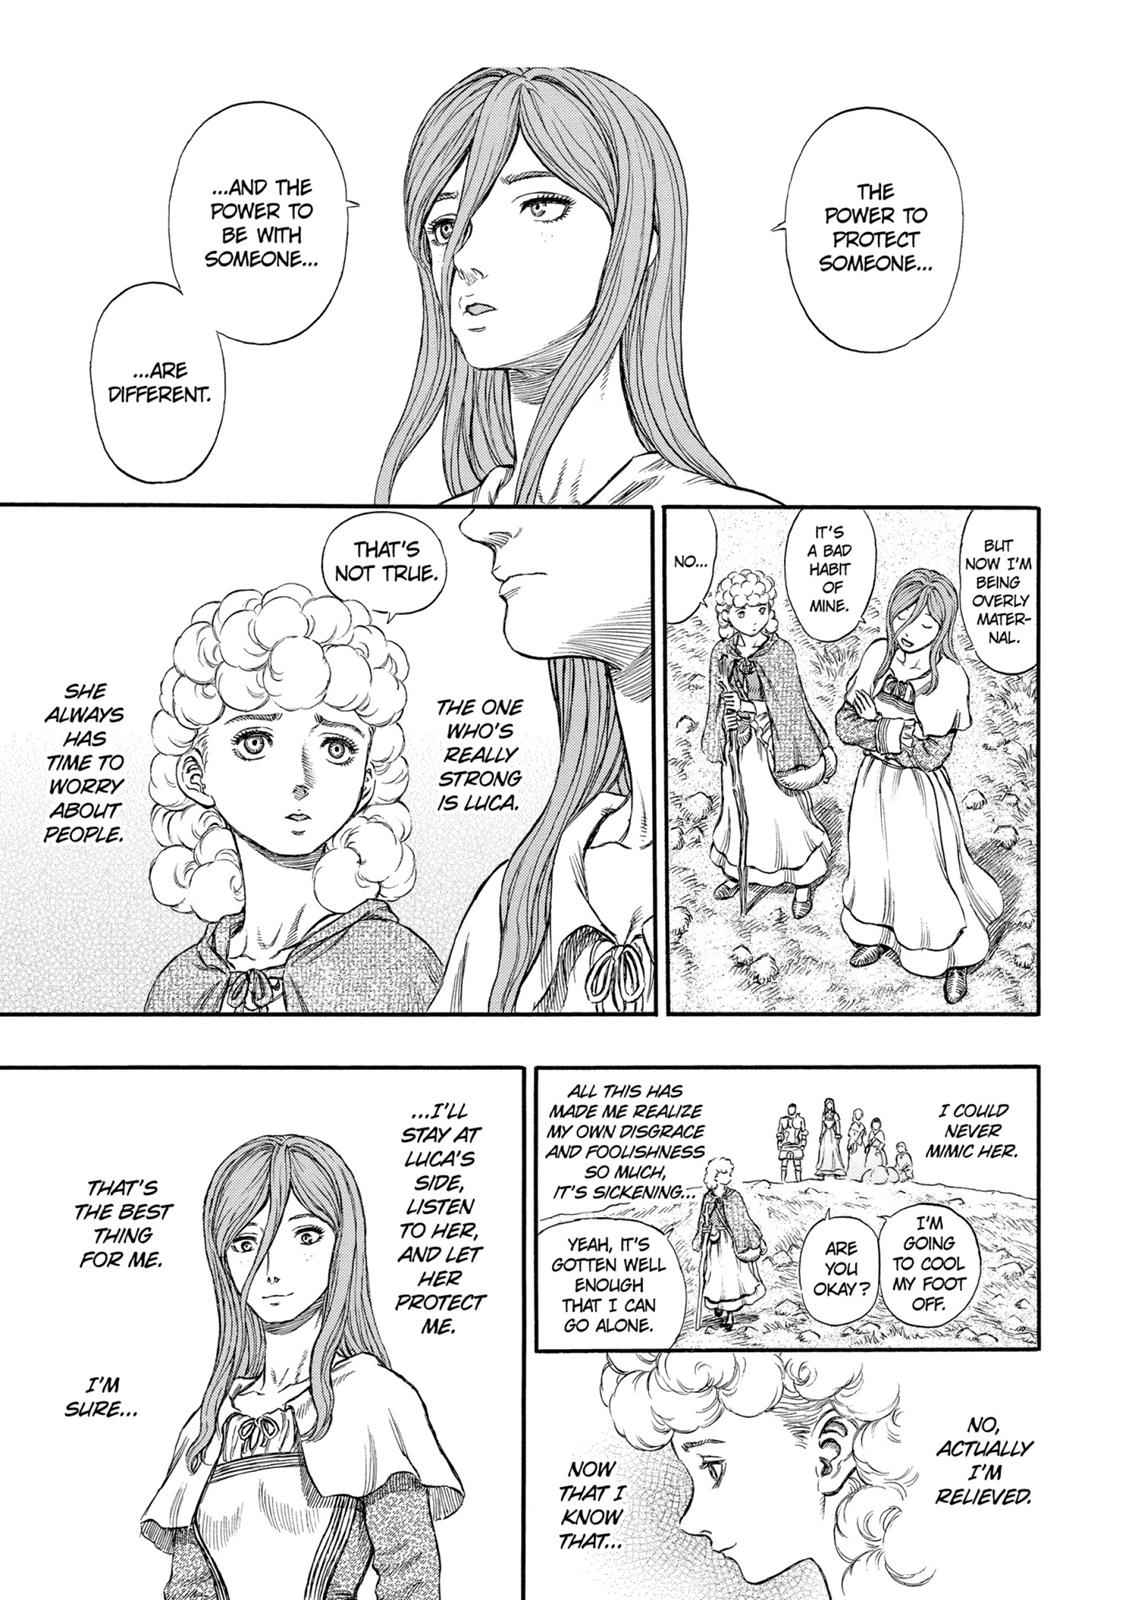 THE
POWER TO
PROTECT
SOMEONE...
...AND THE
POWER TO
BE WITH
SOMEONE...
...ARE
DIFFERENT.
BUT
NOW I'M
BEING
OVERLY
MATER-
NAL.
IT'S
A BAD
HABIT
OF
MINE.
NO...
THAT'S
NOT TRUE.
THE ONE
WHO'S
REALLY
STRONG
IS LUCA.
SHE
ALWAYS
HAS
TIME TO
WORRY
ABOUT
PEOPLE.
I COULD
NEVER
MIMIC HER.
ALL THIS HAS
MADE ME REALIZE
MY OWN DISGRACE
AND FOOLISHNESS
SO MUCH,
IT'S SICKENING...
I'M
GOING
TO COOL
MY FOOT
OFF.
ARE
YOU
OKAY?
YEAH, IT'S
GOTTEN WELL
ENOUGH
THAT I CAN
GO ALONE.
NO,
ACTUALLY
I'M
RELIEVED.
NOW
THAT I
KNOW
THAT...
...I'LL
STAY AT
LUCA'S
SIDE,
LISTEN
TO HER,
AND LET
HER
PROTECT
ME.
THAT'S
THE BEST
THING
FOR ME.
I'M
SURE...